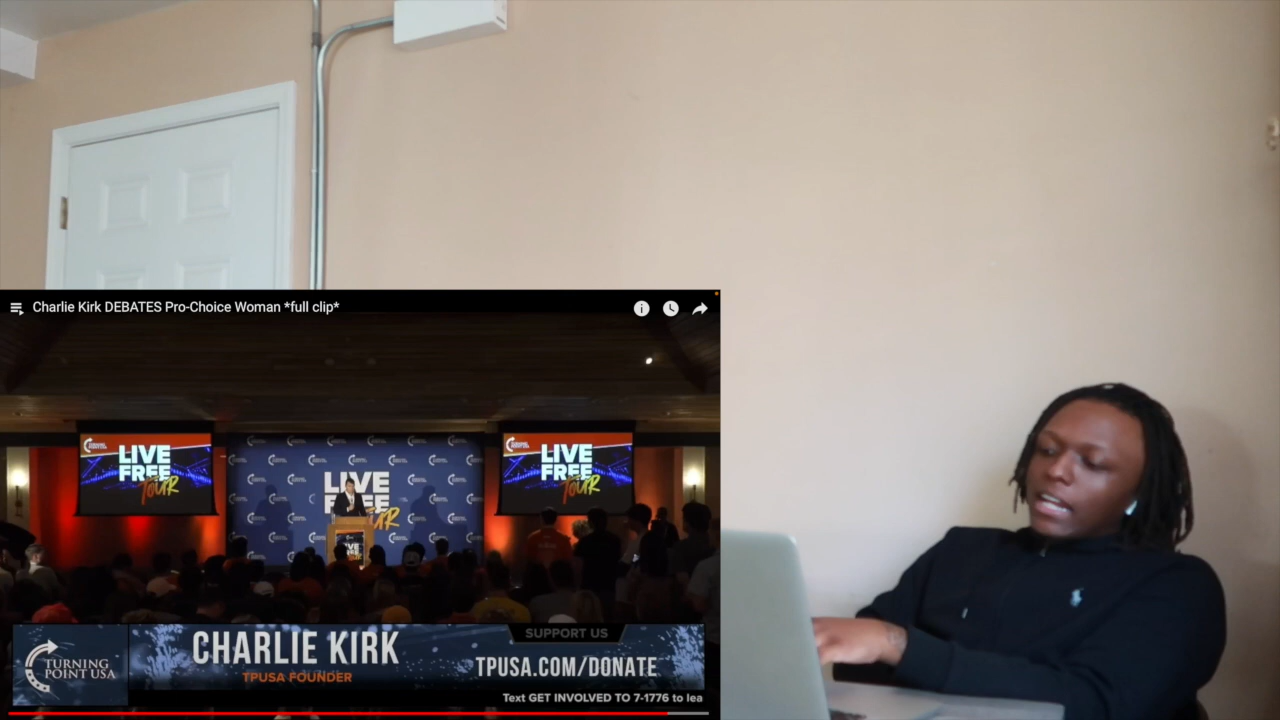 Charlie Kirk DEBATES Pro-Choice Woman *full clip*
LIVE
FREE
TOUR
LIVE
FREE
TOUR
LIVE
FREE
TOUR
CHARLIE KIRK
TPUSA FOUNDER
SUPPORT US
TPUSA.COM/DONATE
TURNING
POINT USA
Text GET INVOLVED TO 7-1776 to lea